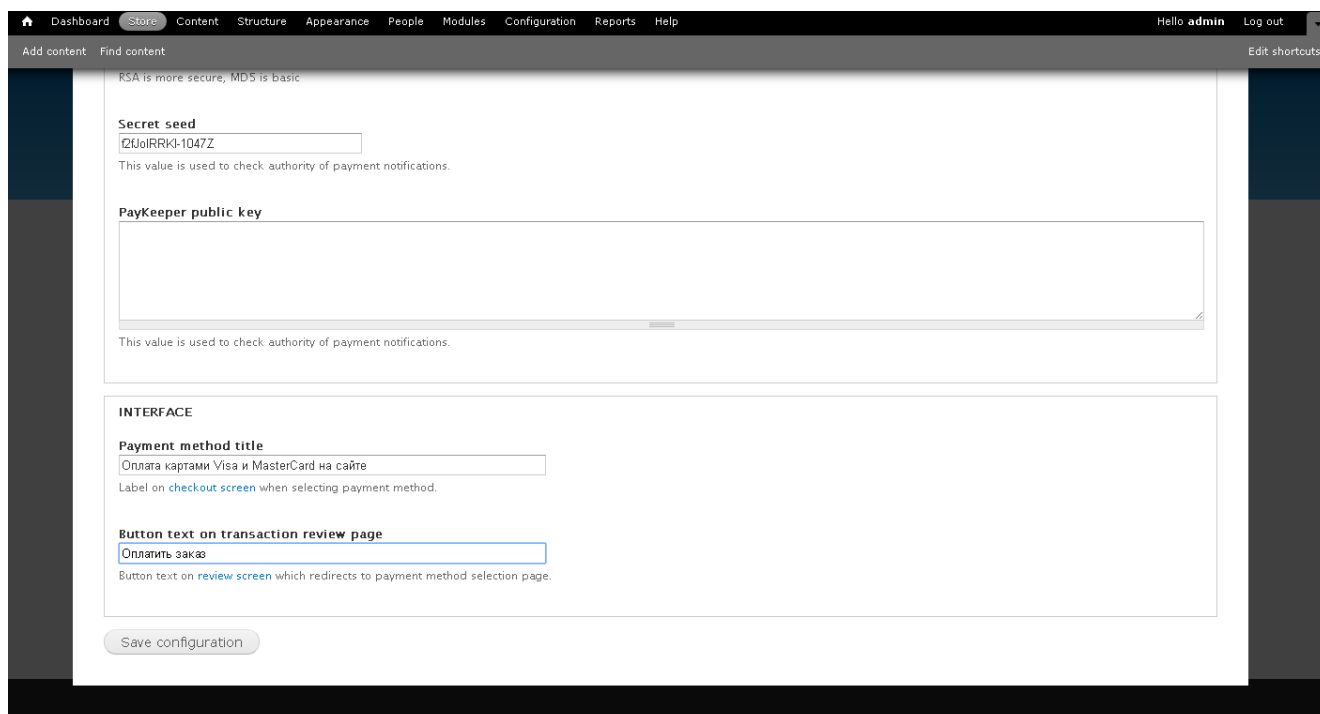 Dashboard Store Content Structure Appearance People Modules Configuration Reports Help Hello admin Log out
Add content Find content Edit shortcuts
RSA is more secure, MD5 is basic
Secret seed
This value is used to check authority of payment notifications.
PayKeeper public key
This value is used to check authority of payment notifications.
INTERFACE
Payment method title
Оплата картами Visa и MasterCard на сайте
Label on checkout screen when selecting payment method.
Button text on transaction review page
Оплатить заказ
Button text on review screen which redirects to payment method selection page.
Save configuration